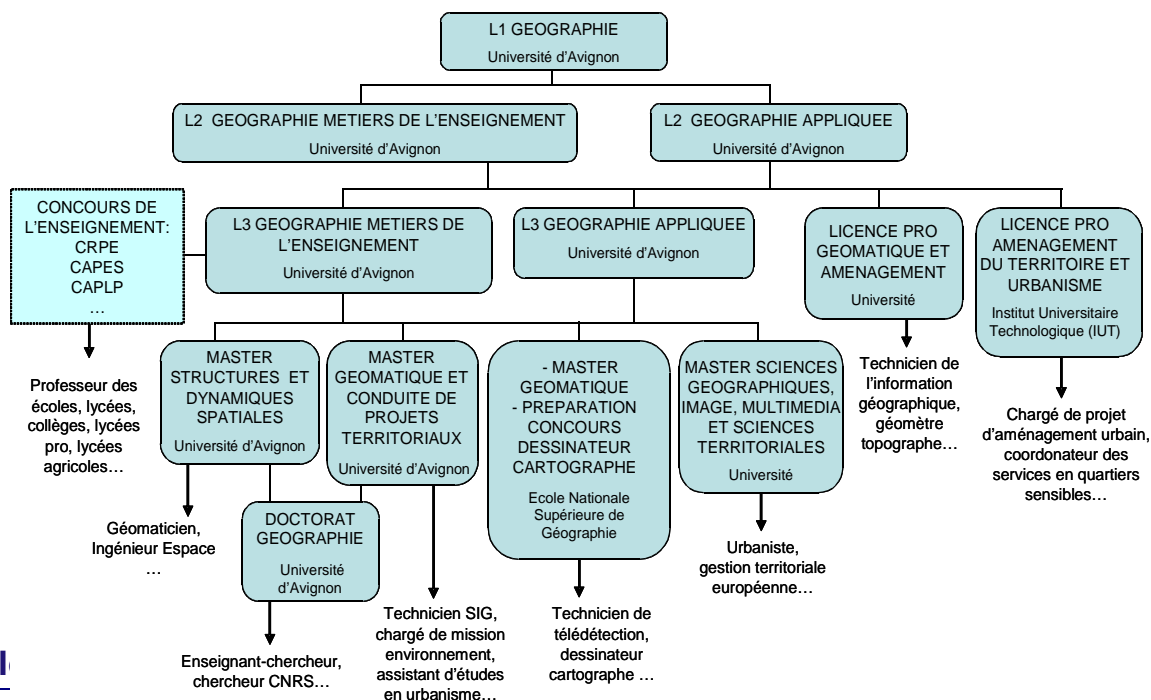 L1 GEOGRAPHIE
Université d'Avignon
L2  GEOGRAPHIE METIERS DE L'ENSEIGNEMENT
Université d'Avignon
L2  GEOGRAPHIE APPLIQUEE
Université d'Avignon
CONCOURS DE
L'ENSEIGNEMENT:
CRPE
CAPES
CAPLP
…
L3 GEOGRAPHIE METIERS DE
L'ENSEIGNEMENT
Université d'Avignon
L3 GEOGRAPHIE APPLIQUEE
Université d'Avignon
LICENCE PRO
GEOMATIQUE ET
AMENAGEMENT
Université
LICENCE PRO
AMENAGEMENT
DU TERRITOIRE ET
URBANISME
Institut Universitaire
Technologique (IUT)
Professeur des
écoles, lycées,
collèges, lycées
pro, lycées
agricoles…
MASTER
STRUCTURES  ET
DYNAMIQUES
SPATIALES
Université d'Avignon
MASTER
GEOMATIQUE ET
CONDUITE DE
PROJETS
TERRITORIAUX
Université d'Avignon
- MASTER
GEOMATIQUE
- PREPARATION
CONCOURS
DESSINATEUR
CARTOGRAPHE
Ecole Nationale
Supérieure de
Géographie
MASTER SCIENCES
GEOGRAPHIQUES,
IMAGE, MULTIMEDIA
ET SCIENCES
TERRITORIALES
Université
Technicien de
l'information
géographique,
géomètre
topographe…
Chargé de projet
d'aménagement urbain,
coordonateur des
services en quartiers
sensibles…
Géomaticien,
Ingénieur Espace
…
DOCTORAT
GEOGRAPHIE
Université
d'Avignon
Urbaniste,
gestion territoriale
européenne…
Enseignant-chercheur,
chercheur CNRS…
Technicien SIG,
chargé de mission
environnement,
assistant d'études
en urbanisme…
Technicien de
télédétection,
dessinateur
cartographe …